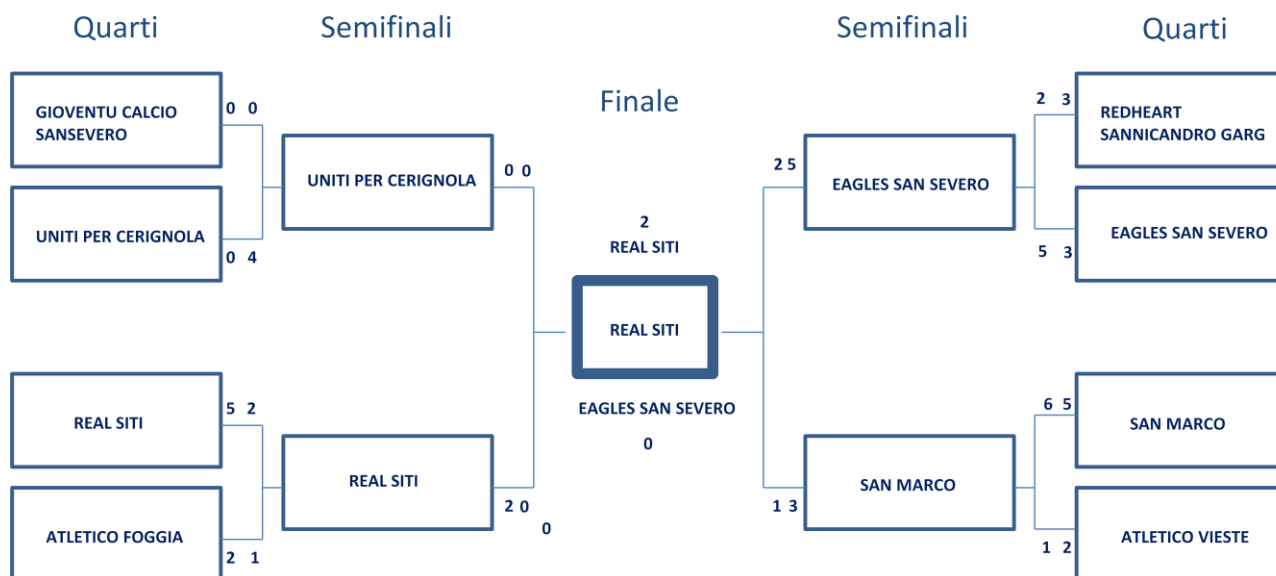 Quarti
Semifinali
Semifinali
Quarti
Finale
GIOVENTU CALCIO
SANSEVERO
0 0
UNITI PER CERIGNOLA
0 4
UNITI PER CERIGNOLA
0 0
REAL SITI
5 2
ATLETICO FOGGIA
2 1
REAL SITI
2 0
0
2
REAL SITI
REAL SITI
EAGLES SAN SEVERO
0
2 5
EAGLES SAN SEVERO
1 3
SAN MARCO
2 3
REDHEART
SANNICANDRO GARG
EAGLES SAN SEVERO
5 3
6 5
SAN MARCO
ATLETICO VIESTE
1 2